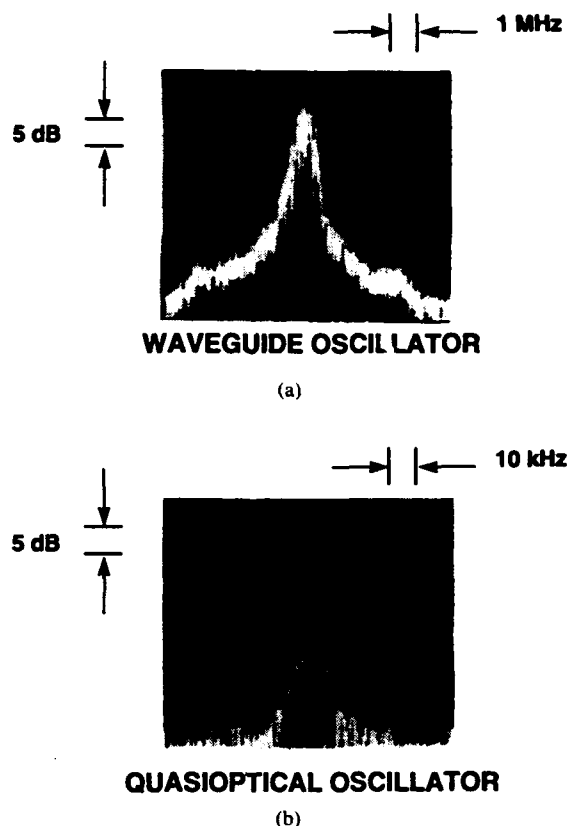 1 MHz
5 dB
WAVEGUIDE OSCILLATOR
(a)
10 kHz
5 dB
QUASIOPTICAL OSCILLATOR
(b)